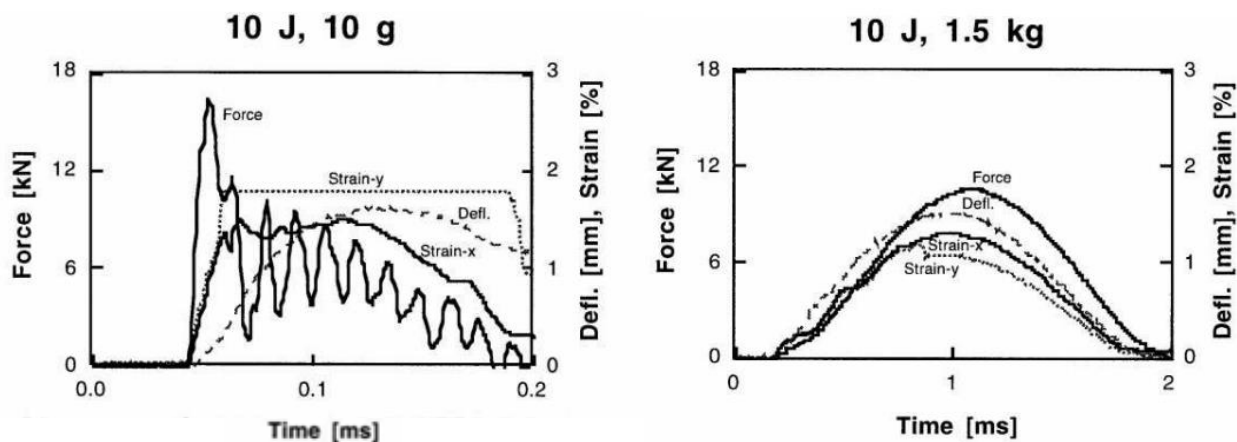 10 J, 10 g
18
12
6
0
Force [kN]
3
2
1
0
Defl. [mm], Strain [%]
Force
Strain-y
Defl.
Strain-x
0.0
0.1
0.2
Time [ms]
10 J, 1.5 kg
18
12
6
0
Force [kN]
3
2
1
0
Defl. [mm], Strain [%]
Force
Defl.
Strain-x
Strain-y
0
1
2
Time [ms]